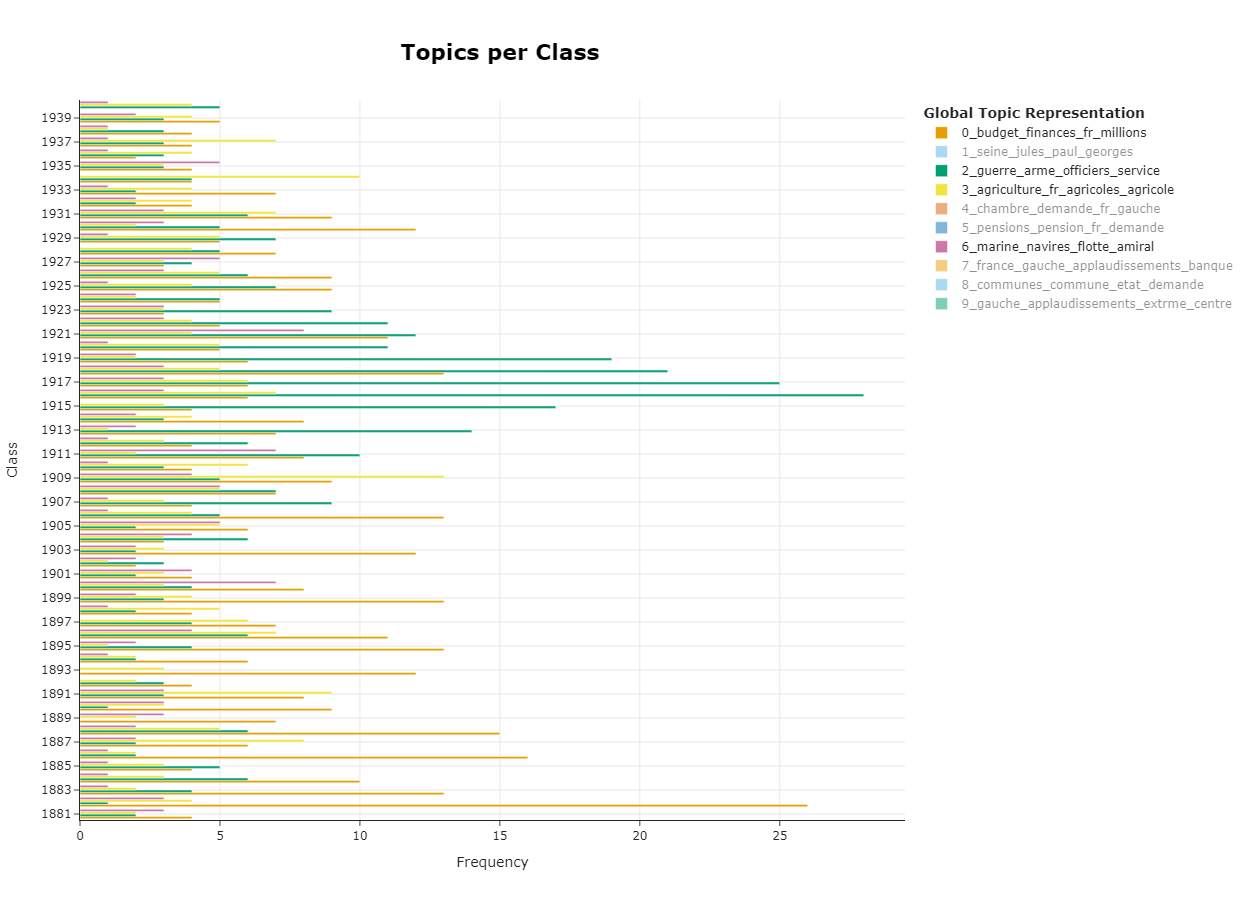 Topics per Class
Global Topic Representation
0_budget_finances_fr_millions
1_seine_jules_paul_georges
2_guerre_arme_officiers_service
3_agriculture_fr_agricoles_agricole
4_chambre_demande_fr_gauche
5_pensions_pension_fr_demande
6_marine_navires_flotte_amiral
7_france_gauche_applaudissements_banque
8_communes_commune_etat_demande
9_gauche_applaudissements_extrme_centre
Class
1939
1937
1935
1933
1931
1929
1927
1925
1923
1921
1919
1917
1915
1913
1911
1909
1907
1905
1903
1901
1899
1897
1895
1893
1891
1889
1887
1885
1883
1881
0 5 10 15 20 25
Frequency